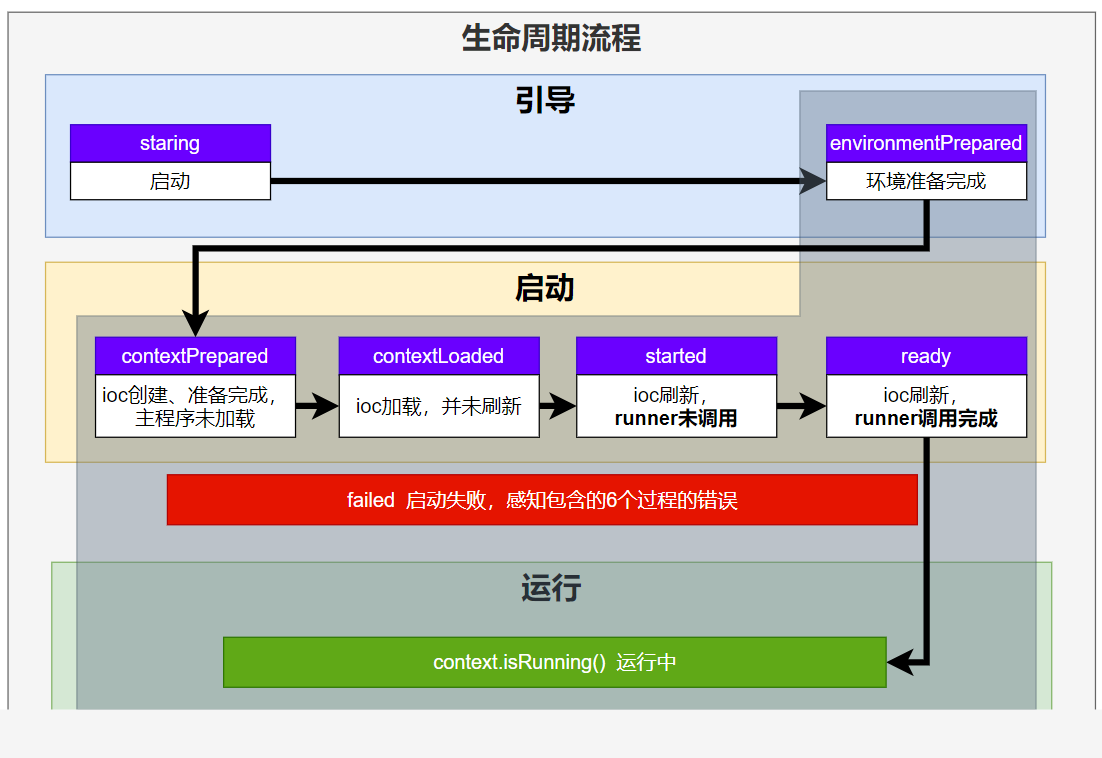 生命周期流程
引导
staring
启动
environmentPrepared
环境准备完成
启动
contextPrepared
ioc创建、准备完成，
主程序未加载
contextLoaded
ioc加载，并未刷新
started
ioc刷新，
runner未调用
ready
ioc刷新，
runner调用完成
failed 启动失败，感知包含的6个过程的错误
运行
context.isRunning() 运行中